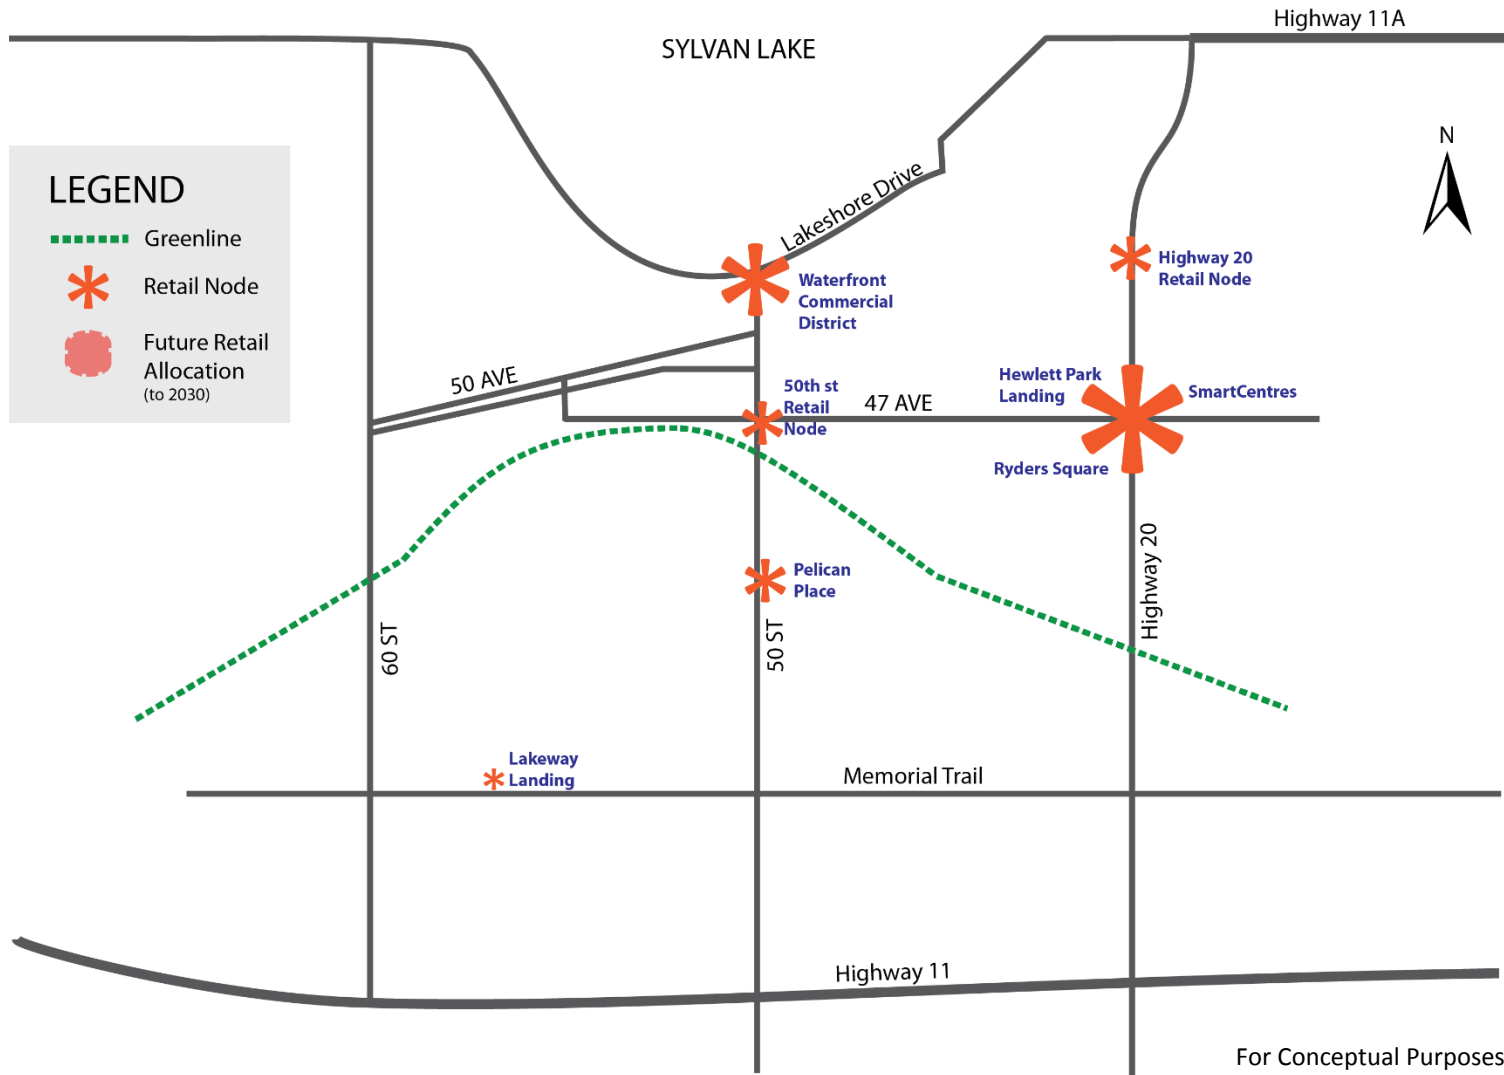 Highway 11A
SYLVAN LAKE
N
LEGEND
Greenline
Retail Node
Future Retail
Allocation
(to 2030)
Lakeshore Drive
Waterfront
Commercial
District
Highway 20
Retail Node
50 AVE
50th st
Retail
Node
47 AVE
Hewlett Park
Landing
SmartCentres
Ryders Square
Pelican
Place
60 ST
50 ST
Highway 20
Lakeway
Landing
Memorial Trail
Highway 11
For Conceptual Purposes